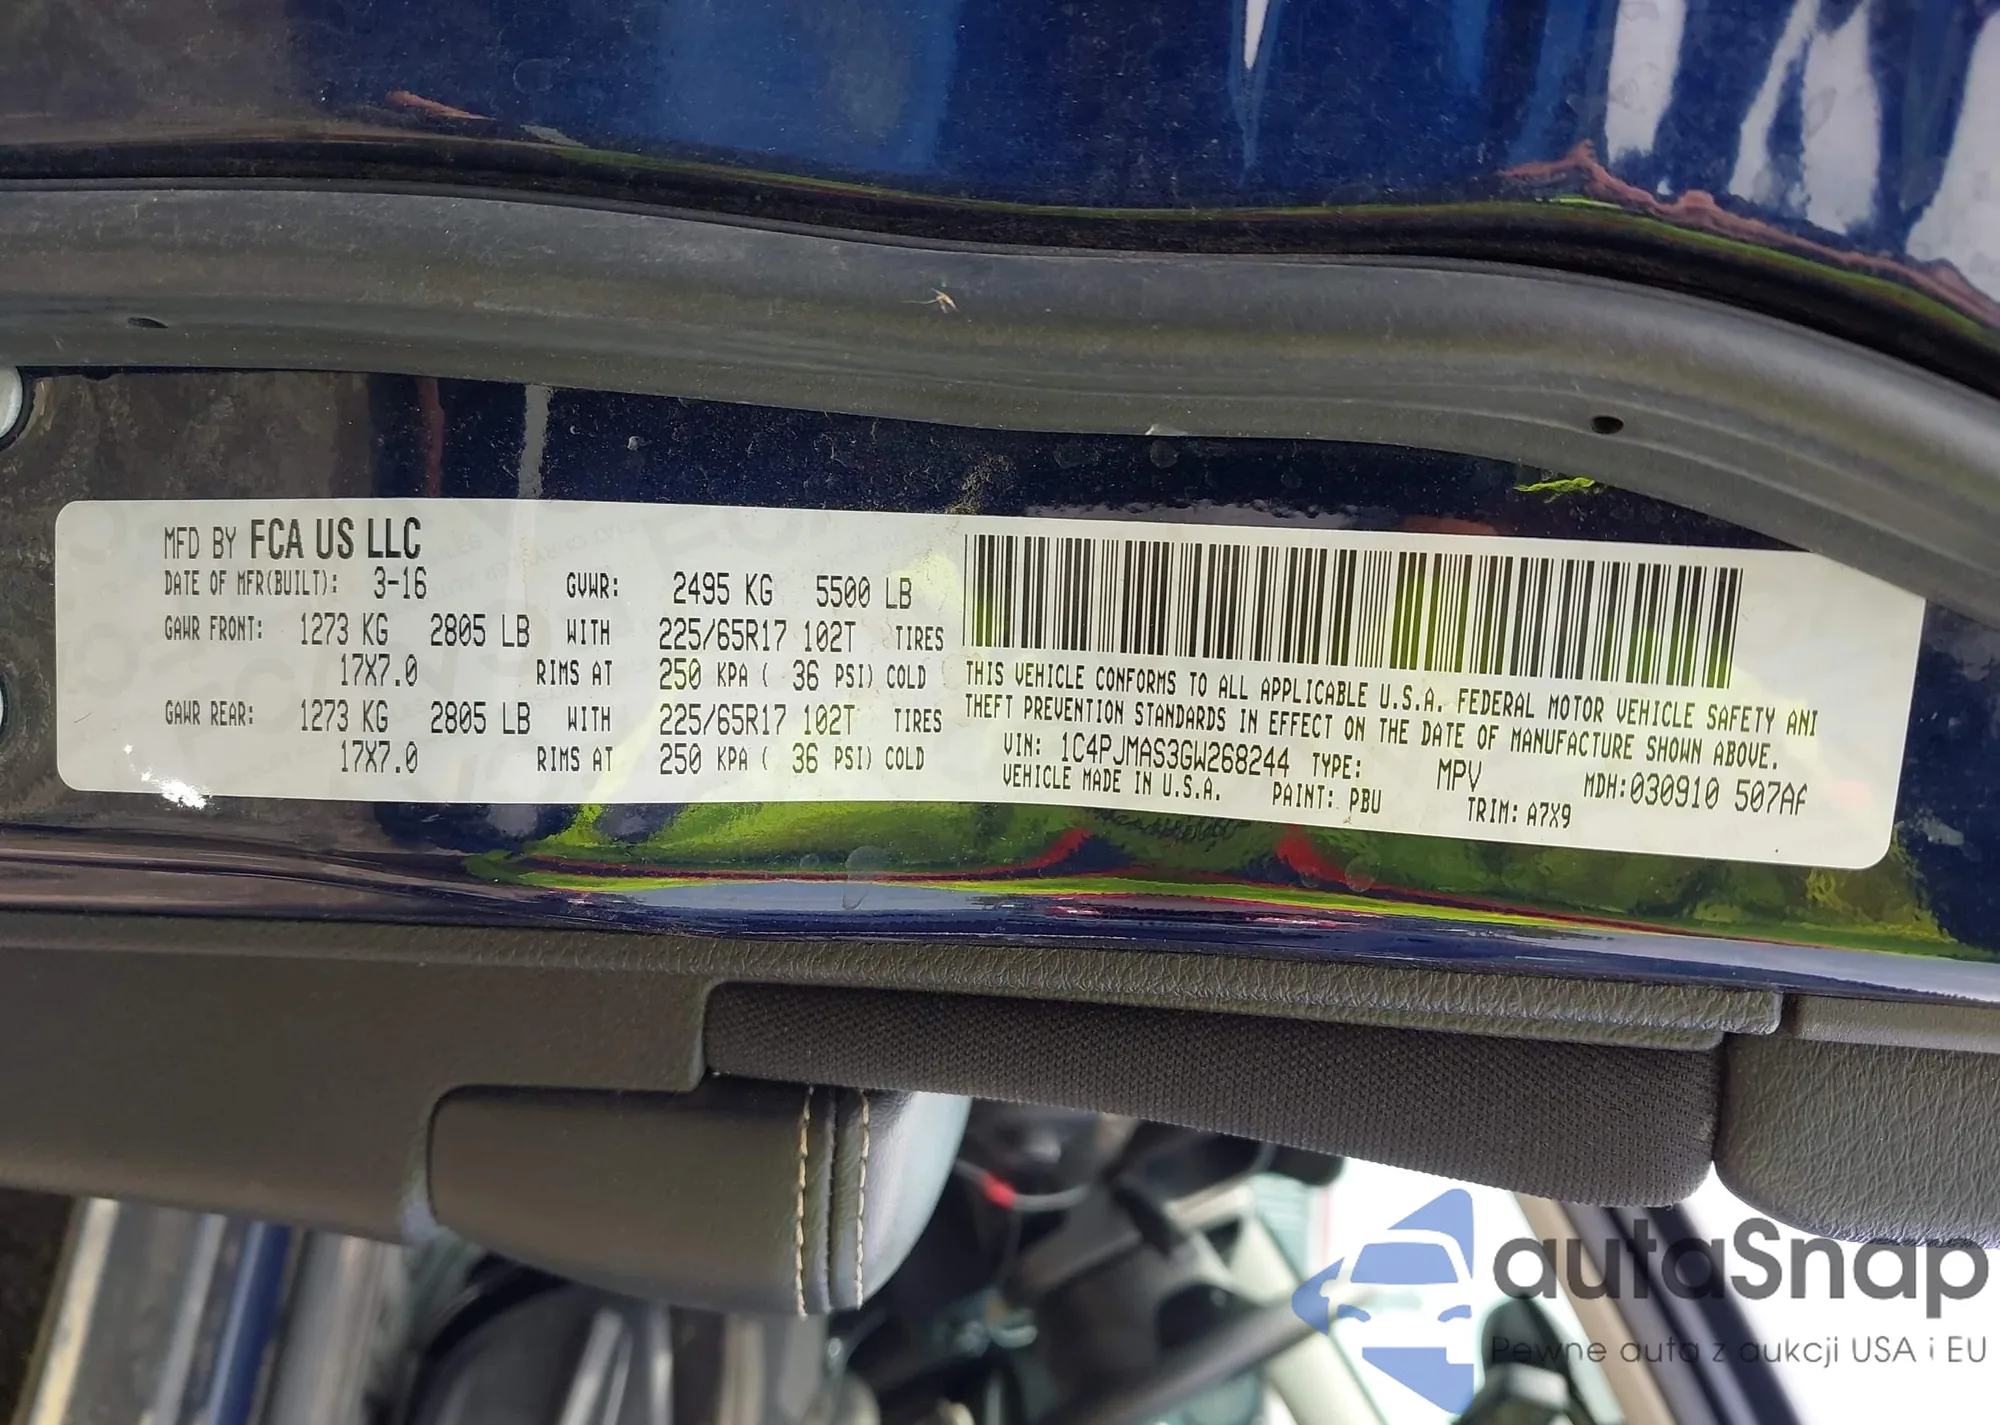 MFD BY FCA US LLC
DATE OF MFR(BUILT): 3-16 GVWR: 2495 KG 5500 LB
GAWR FRONT: 1273 KG 2805 LB WITH 225/65R17 102T TIRES
17X7.0 RIMS AT 250 KPA ( 36 PSI) COLD
GAWR REAR: 1273 KG 2805 LB WITH 225/65R17 102T TIRES
17X7.0 RIMS AT 250 KPA ( 36 PSI) COLD
THIS VEHICLE CONFORMS TO ALL APPLICABLE U.S.A. FEDERAL MOTOR VEHICLE SAFETY AND
THEFT PREVENTION STANDARDS IN EFFECT ON THE DATE OF MANUFACTURE SHOWN ABOVE.
VIN: 1C4PJMAS3GW268244 TYPE: MPV MDH:030910 507AF
VEHICLE MADE IN U.S.A. PAINT: PBU TRIM: A7X9
autaSnap
Pewne auta z aukcji USA i EU